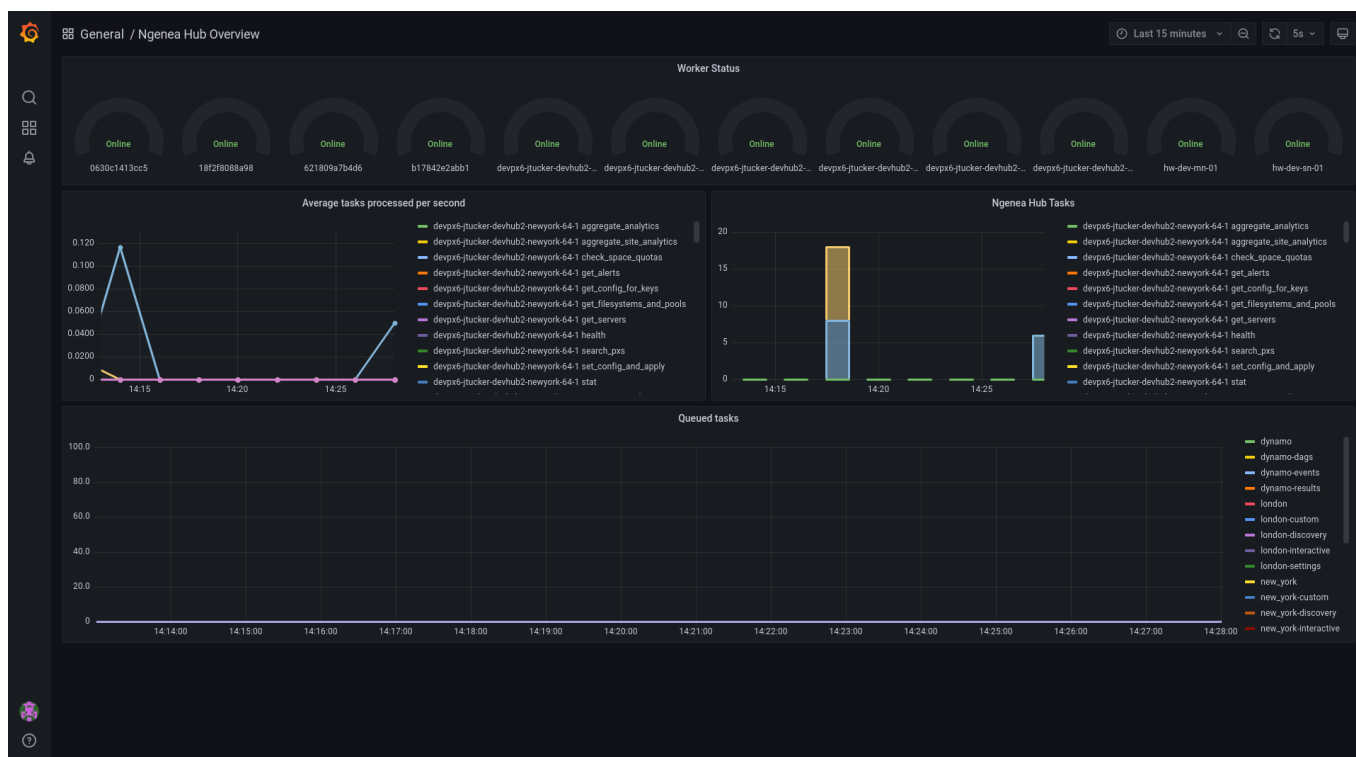 General / Ngenea Hub Overview
Last 15 minutes
5s
Worker Status
Online Online Online Online Online Online Online Online Online Online Online Online
0630c1413cc5 18f2f8088a98 621809a7b4d6 b17842e2abb1 devpx6-jtucker-devhub2-... devpx6-jtucker-devhub2-... devpx6-jtucker-devhub2-... devpx6-jtucker-devhub2-... devpx6-jtucker-devhub2-... devpx6-jtucker-devhub2-... hw-dev-mn-01 hw-dev-sn-01
Average tasks processed per second
0.120
0.100
0.0800
0.0600
0.0400
0.0200
0
14:15 14:20 14:25
devpx6-jtucker-devhub2-newyork-64-1 aggregate_analytics
devpx6-jtucker-devhub2-newyork-64-1 aggregate_site_analytics
devpx6-jtucker-devhub2-newyork-64-1 check_space_quotas
devpx6-jtucker-devhub2-newyork-64-1 get_alerts
devpx6-jtucker-devhub2-newyork-64-1 get_config_for_keys
devpx6-jtucker-devhub2-newyork-64-1 get_filesystems_and_pools
devpx6-jtucker-devhub2-newyork-64-1 get_servers
devpx6-jtucker-devhub2-newyork-64-1 health
devpx6-jtucker-devhub2-newyork-64-1 search_pxs
devpx6-jtucker-devhub2-newyork-64-1 set_config_and_apply
devpx6-jtucker-devhub2-newyork-64-1 stat
Ngenea Hub Tasks
20
15
10
5
0
14:15 14:20 14:25
devpx6-jtucker-devhub2-newyork-64-1 aggregate_analytics
devpx6-jtucker-devhub2-newyork-64-1 aggregate_site_analytics
devpx6-jtucker-devhub2-newyork-64-1 check_space_quotas
devpx6-jtucker-devhub2-newyork-64-1 get_alerts
devpx6-jtucker-devhub2-newyork-64-1 get_config_for_keys
devpx6-jtucker-devhub2-newyork-64-1 get_filesystems_and_pools
devpx6-jtucker-devhub2-newyork-64-1 get_servers
devpx6-jtucker-devhub2-newyork-64-1 health
devpx6-jtucker-devhub2-newyork-64-1 search_pxs
devpx6-jtucker-devhub2-newyork-64-1 set_config_and_apply
devpx6-jtucker-devhub2-newyork-64-1 stat
Queued tasks
100.0
80.0
60.0
40.0
20.0
0
14:14:00 14:15:00 14:16:00 14:17:00 14:18:00 14:19:00 14:20:00 14:21:00 14:22:00 14:23:00 14:24:00 14:25:00 14:26:00 14:27:00 14:28:00
dynamo
dynamo-dags
dynamo-events
dynamo-results
london
london-custom
london-discovery
london-interactive
london-settings
new_york
new_york-custom
new_york-discovery
new_york-interactive